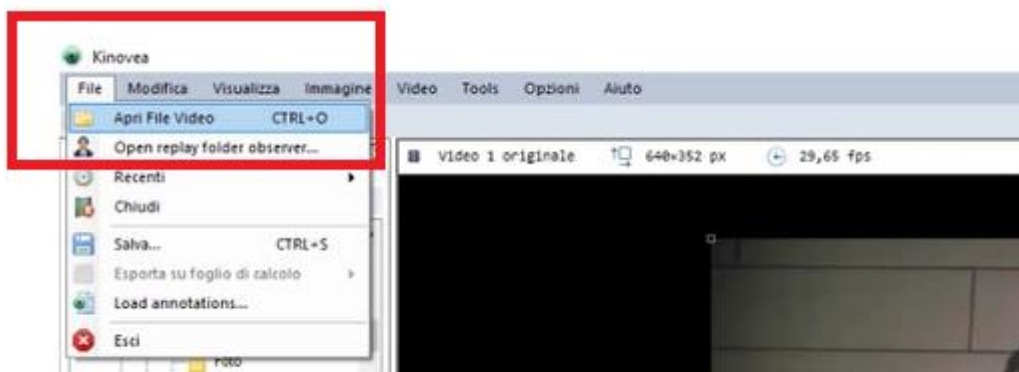 Kinovea
File Modifica Visualizza Immagine Video Tools Opzioni Aiuto
Apri File Video CTRL+O
Open replay folder observer...
Video 1 originale 640×352 px 29,65 fps
Recenti
Chiudi
Salva... CTRL+S
Esporta su foglio di calcolo
Load annotations...
Esci
Foto